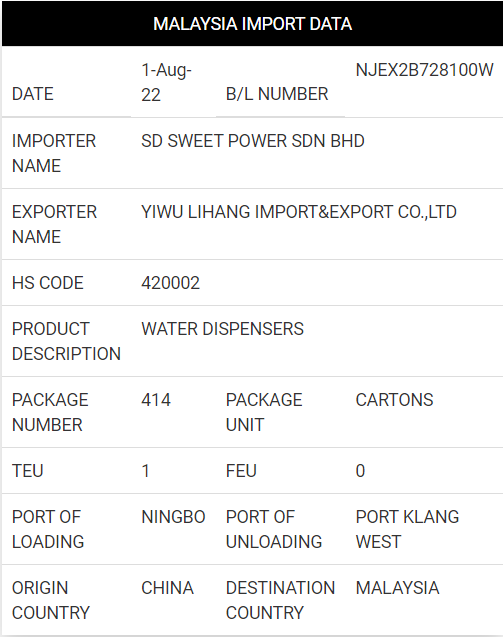 MALAYSIA IMPORT DATA
DATE 1-Aug-22 B/L NUMBER NJEX2B728100W
IMPORTER NAME SD SWEET POWER SDN BHD
EXPORTER NAME YIWU LIHANG IMPORT&EXPORT CO.,LTD
HS CODE 420002
PRODUCT DESCRIPTION WATER DISPENSERS
PACKAGE NUMBER 414 PACKAGE UNIT CARTONS
TEU 1 FEU 0
PORT OF LOADING NINGBO PORT OF UNLOADING PORT KLANG WEST
ORIGIN COUNTRY CHINA DESTINATION COUNTRY MALAYSIA